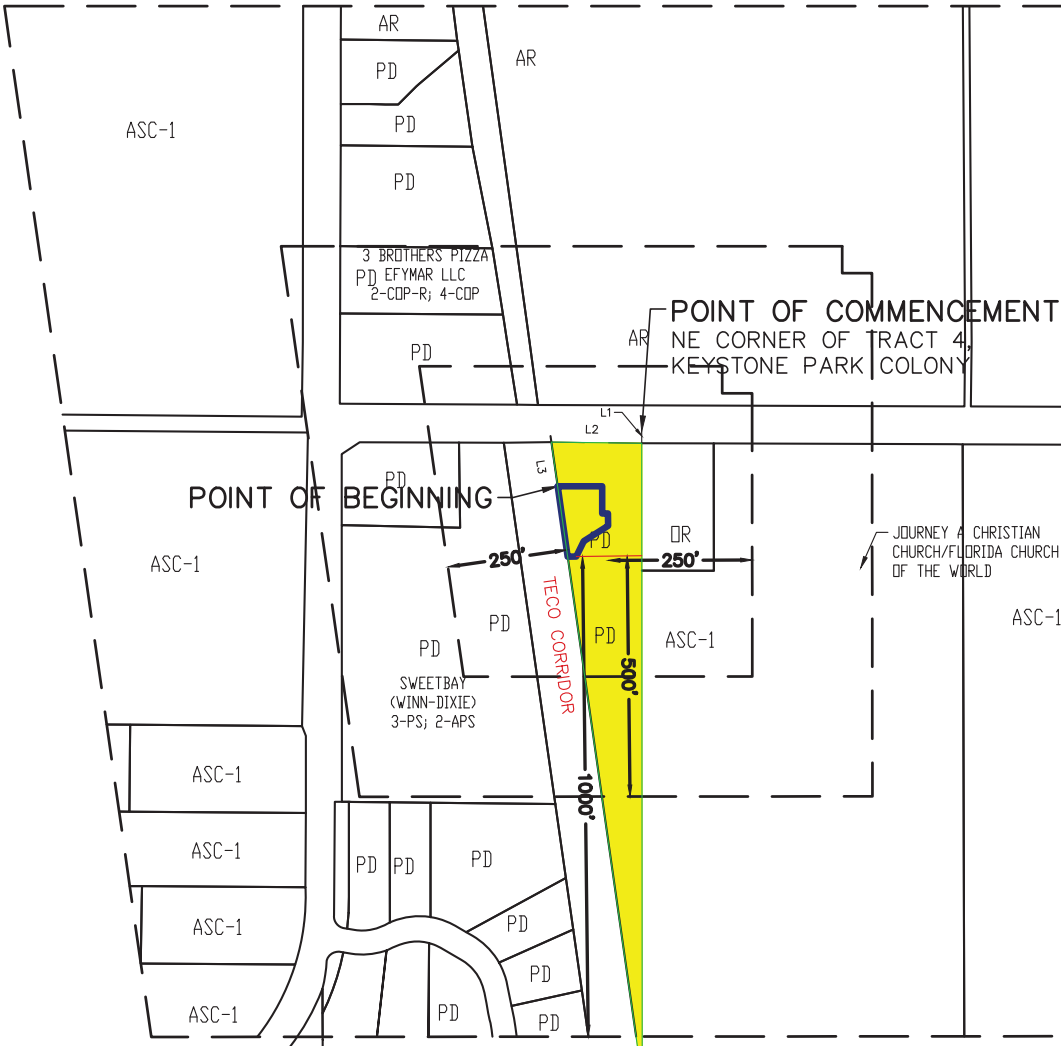 AR
AR
PD
ASC-1
PD
PD
3 BROTHERS PIZZA
PD EFYMAR LLC
2-COP-R; 4-COP
POINT OF COMMENCEMENT
NE CORNER OF TRACT 4,
KEYSTONE PARK COLONY
AR
PD
L1
L2
L3
PD
POINT OF BEGINNING
PD
OR
JOURNEY A CHRISTIAN
CHURCH/FLORIDA CHURCH
OF THE WORLD
250'
250'
ASC-1
TECO CORRIDOR
PD
PD
ASC-1
ASC-1
PD
SWEETBAY
(WINN-DIXIE)
3-PS; 2-APS
500'
1000'
ASC-1
ASC-1
PD
PD
PD
ASC-1
PD
PD
ASC-1
PD
PD